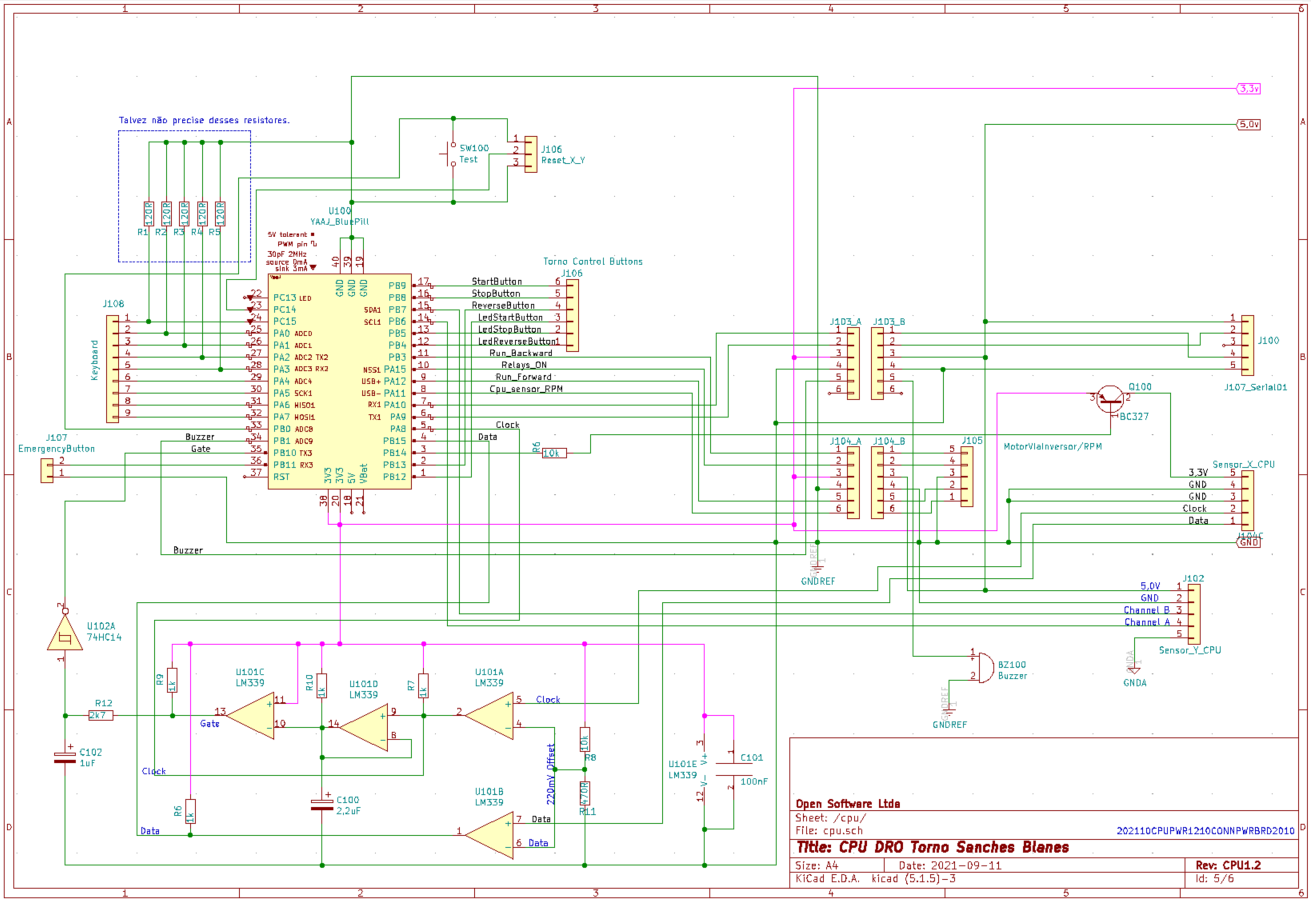 1 2 3 4 5 6
A
B
C
D
3,3v
5,0v
Talvez não precise desses resistores.
120R 120R 120R 120R 120R
R1 R2 R3 R4 R5
SW100
Test
1
2
3
J106
Reset_X_Y
U100
YAAJ_BluePill
5V tolerant
PWM pin
30pF 2MHz
source 0mA
sink 3mA
40 39 19
GND GND GND
22 PC13 LED
23 PC14
24 PC15
25 PA0 ADC0
26 PA1 ADC1
27 PA2 ADC2 TX2
28 PA3 ADC3 RX2
29 PA4 ADC4
30 PA5 SCK1
31 PA6 MISO1
32 PA7 MOSI1
33 PB0 ADC8
34 PB1 ADC9
35 PB10 TX3
36 PB11 RX3
37 RST
PB9 17
PB8 16
SDA1 PB7 15
SCL1 PB6 14
PB5 13
PB4 12
PB3 11
NSS1 PA15 10
USB+ PA12 9
USB- PA11 8
RX1 PA10 7
TX1 PA9 6
PA8 5
PB15 4
PB14 3
PB13 2
PB12 1
3V3 3V3 5V VBat
38 20 18 21
J108
Keyboard
1
2
3
4
5
6
7
8
9
J107
EmergencyButton
2
1
Buzzer
Gate
Buzzer
Torno Control Buttons
J106
StartButton 6
StopButton 5
ReverseButton 4
LedStartButton 3
LedStopButton 2
LedReverseButton 1
Run_Backward
Relays_ON
Run_Forward
Cpu_sensor_RPM
Clock
Data
R6
10k
J103_A J103_B
1 1
2 2
3 3
4 4
5 5
6 6
J104_A J104_B J105
1 1 5
2 2 4
3 3 3
4 4 2
5 5 1
6 6
MotorViaInversor/RPM
1
2
3
4
5
J100
J107_Serial01
Q100
3 2
1
BC327
Sensor_X_CPU
3,3V 5
GND 4
GND 3
Clock 2
Data 1
J104C
GND
GNDREF
GNDREF
J102
5,0V 1
GND 2
Channel B 3
Channel A 4
5
Sensor_Y_CPU
GNDA
GNDA
1
2
BZ100
Buzzer
GNDREF
GNDREF
2
U102A
74HC14
1
R12
2k7
C102
1uF
R9
1k
U101C
LM339
11
10
13
Gate
R10
1k
U101D
LM339
9
8
14
R7
1k
U101A
LM339
5
4
2
Clock
Clock
220mV Offset
10k
R8
470R
R11
C100
2,2uF
R6
1k
Data
U101B
LM339
7
6
1
Data
Data
U101E
LM339
3
V+
V-
12
1
2
C101
100nF
Open Software Ltda
Sheet: /cpu/
File: cpu.sch
202110CPUPWR1210CONNPWRBRD2010
Title: CPU DRO Torno Sanches Blanes
Size: A4 Date: 2021-09-11 Rev: CPU1.2
KiCad E.D.A. kicad (5.1.5)-3 Id: 5/6
1 2 3 4 5 6